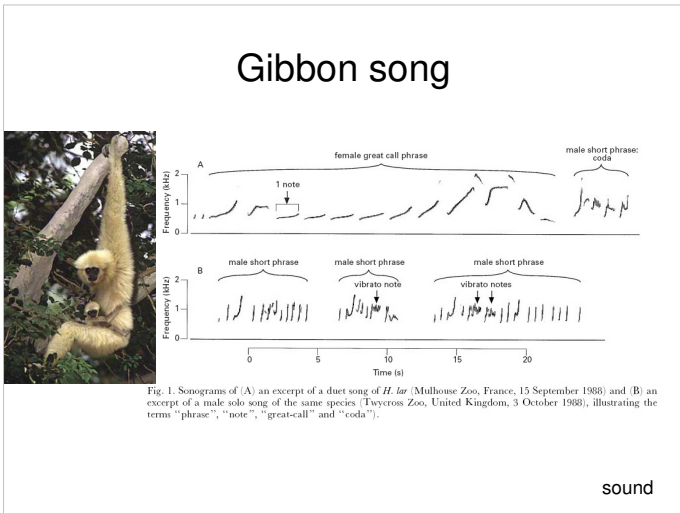 Gibbon song
A
female great call phrase
male short phrase:
coda
1 note
Frequency (kHz)
2
1
0
B
male short phrase
male short phrase
male short phrase
vibrato note
vibrato notes
Frequency (kHz)
2
1
0
0 5 10 15 20
Time (s)
Fig. 1. Sonograms of (A) an excerpt of a duet song of H. lar (Mulhouse Zoo, France, 15 September 1988) and (B) an
excerpt of a male solo song of the same species (Twycross Zoo, United Kingdom, 3 October 1988), illustrating the
terms “phrase”, “note”, “great-call” and “coda”).
sound